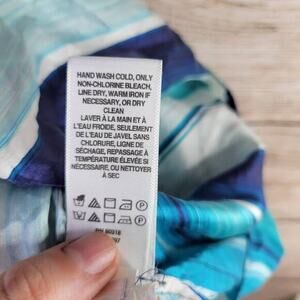 HAND WASH COLD, ONLY
NON-CHLORINE BLEACH,
LINE DRY, WARM IRON IF
NECESSARY, OR DRY
CLEAN
LAVER À LA MAIN ET À
L'EAU FROIDE, SEULEMENT
DE L'EAU DE JAVEL SANS
CHLORURE, LIGNE DE
SÉCHAGE, REPASSAGE À
TEMPÉRATURE ÉLEVÉE SI
NÉCESSAIRE, OU NETTOYER
À SEC